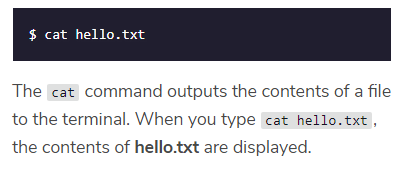 $ cat hello.txt
The cat command outputs the contents of a file
to the terminal. When you type cat hello.txt,
the contents of hello.txt are displayed.